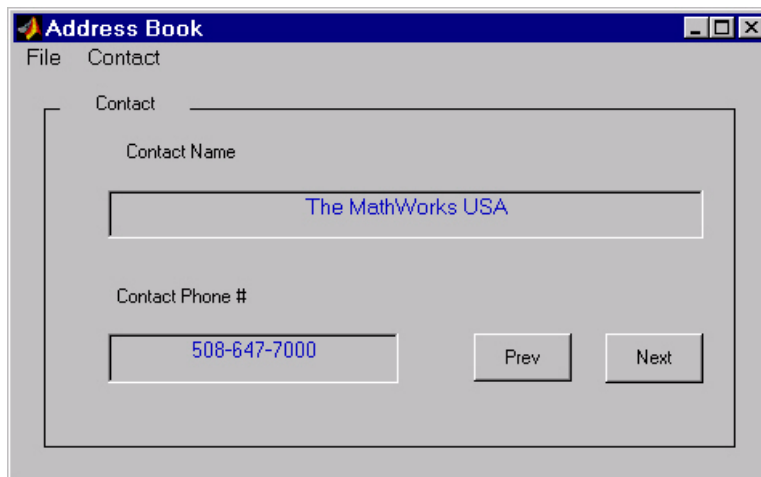 Address Book
File Contact
Contact
Contact Name
The MathWorks USA
Contact Phone #
508-647-7000
Prev Next